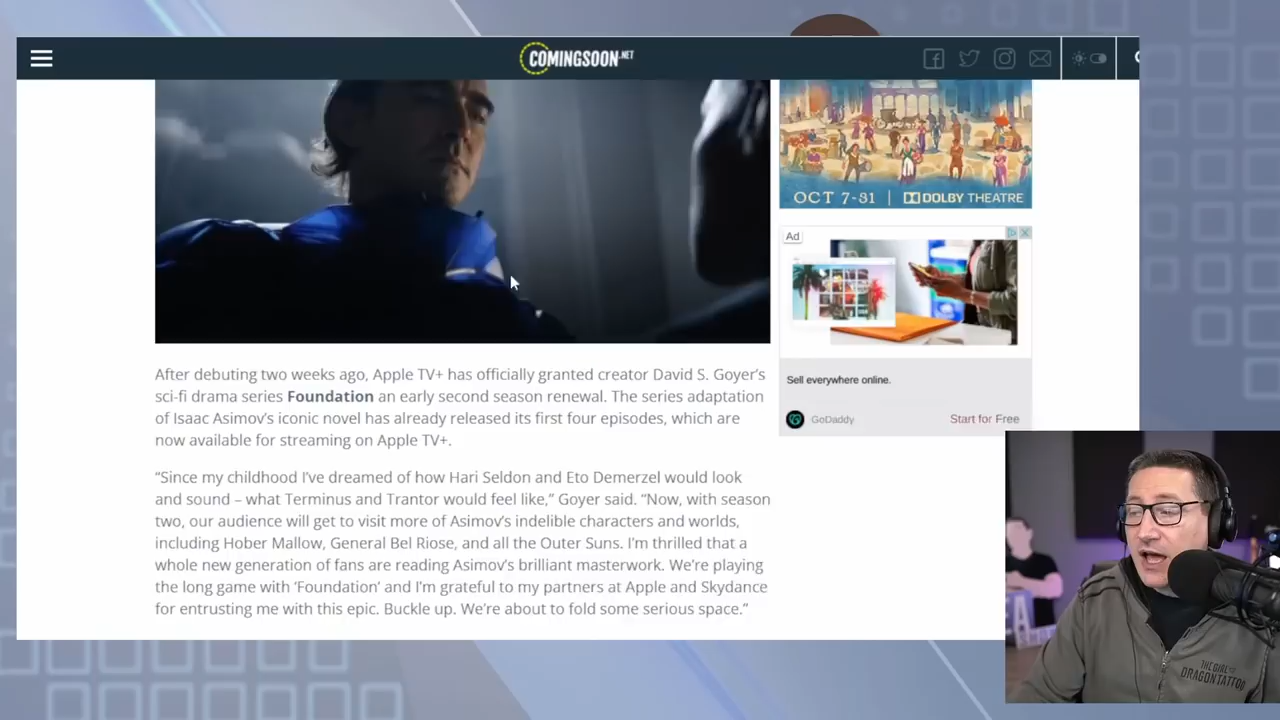 COMINGSOON.NET
OCT 7-31 | DOLBY THEATRE
Ad
Sell everywhere online.
GoDaddy
Start for Free
After debuting two weeks ago, Apple TV+ has officially granted creator David S. Goyer’s
sci-fi drama series Foundation an early second season renewal. The series adaptation
of Isaac Asimov’s iconic novel has already released its first four episodes, which are
now available for streaming on Apple TV+.
“Since my childhood I’ve dreamed of how Hari Seldon and Eto Demerzel would look
and sound – what Terminus and Trantor would feel like,” Goyer said. “Now, with season
two, our audience will get to visit more of Asimov’s indelible characters and worlds,
including Hober Mallow, General Bel Riose, and all the Outer Suns. I’m thrilled that a
whole new generation of fans are reading Asimov’s brilliant masterwork. We’re playing
the long game with ‘Foundation’ and I’m grateful to my partners at Apple and Skydance
for entrusting me with this epic. Buckle up. We’re about to fold some serious space.”
THE GIRL
DRAGON TATTOO